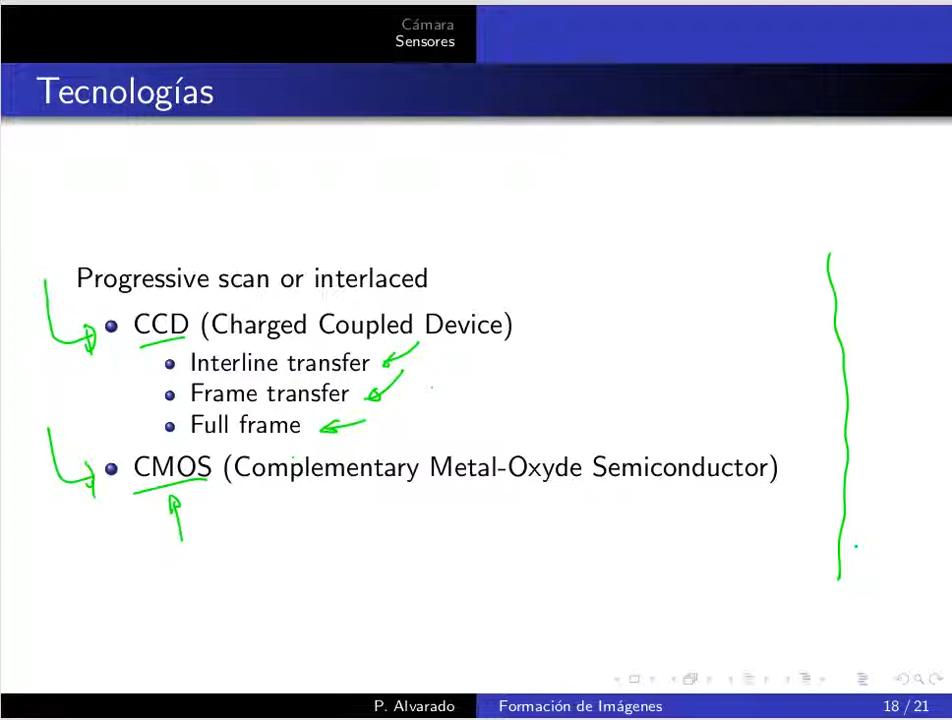 Cámara
Sensores
Tecnologías
Progressive scan or interlaced
CCD (Charged Coupled Device)
Interline transfer
Frame transfer
Full frame
CMOS (Complementary Metal-Oxyde Semiconductor)
P. Alvarado
Formación de Imágenes
18 / 21